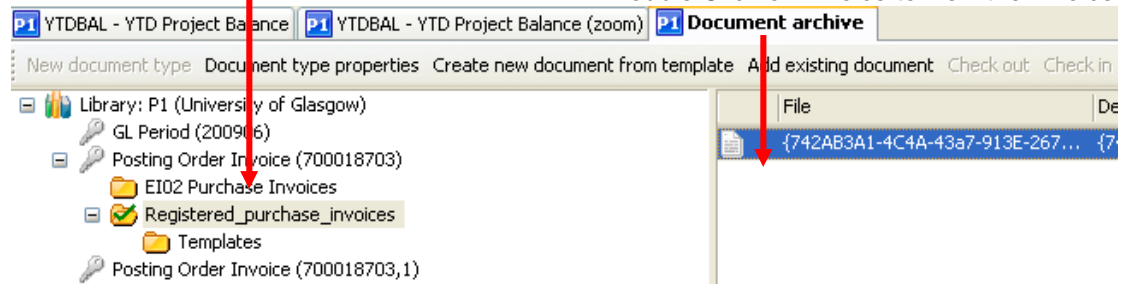 P1 YTDBAL - YTD Project Balance P1 YTDBAL - YTD Project Balance (zoom) P1 Document archive
New document type Document type properties Create new document from template Add existing document Check out Check in
Library: P1 (University of Glasgow)
GL Period (200906)
Posting Order Invoice (700018703)
EI02 Purchase Invoices
Registered_purchase_invoices
Templates
Posting Order Invoice (700018703,1)
File De
{742AB3A1-4C4A-43a7-913E-267... {74